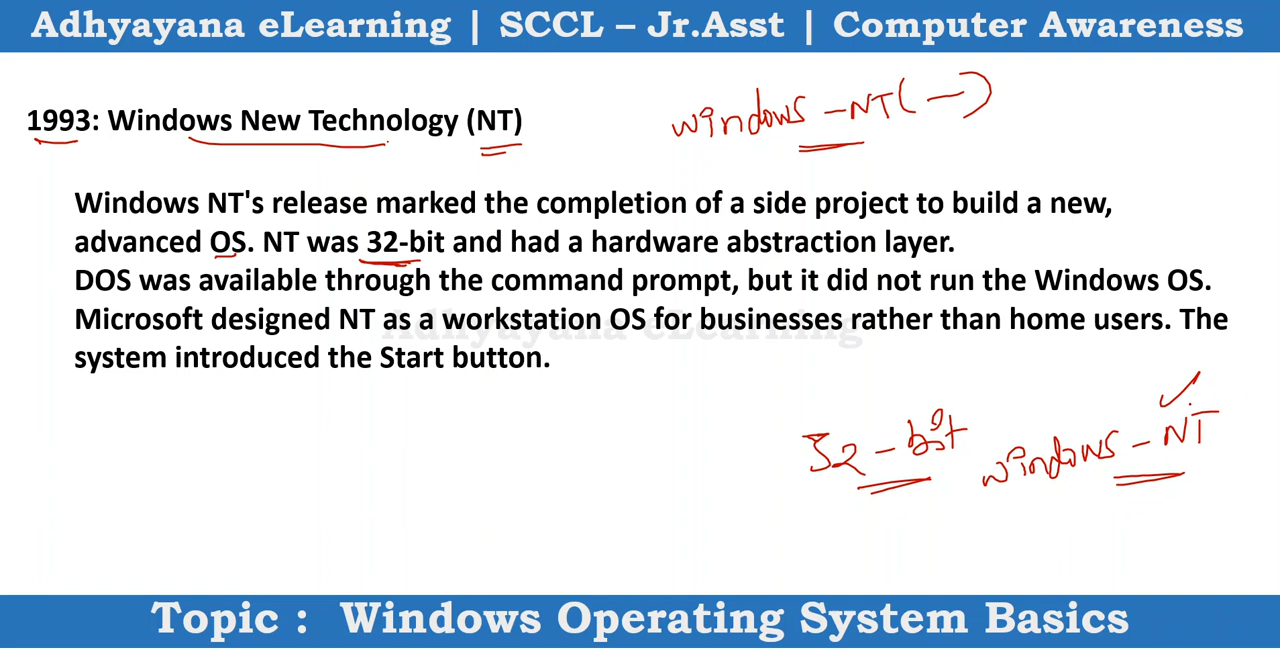 Adhyayana eLearning | SCCL – Jr.Asst | Computer Awareness
1993: Windows New Technology (NT)
windows – NT ( — )
Windows NT's release marked the completion of a side project to build a new,
advanced OS. NT was 32-bit and had a hardware abstraction layer.
DOS was available through the command prompt, but it did not run the Windows OS.
Microsoft designed NT as a workstation OS for businesses rather than home users. The
system introduced the Start button.
Adhyayana eLearning
32 – bit windows – NT
Topic : Windows Operating System Basics